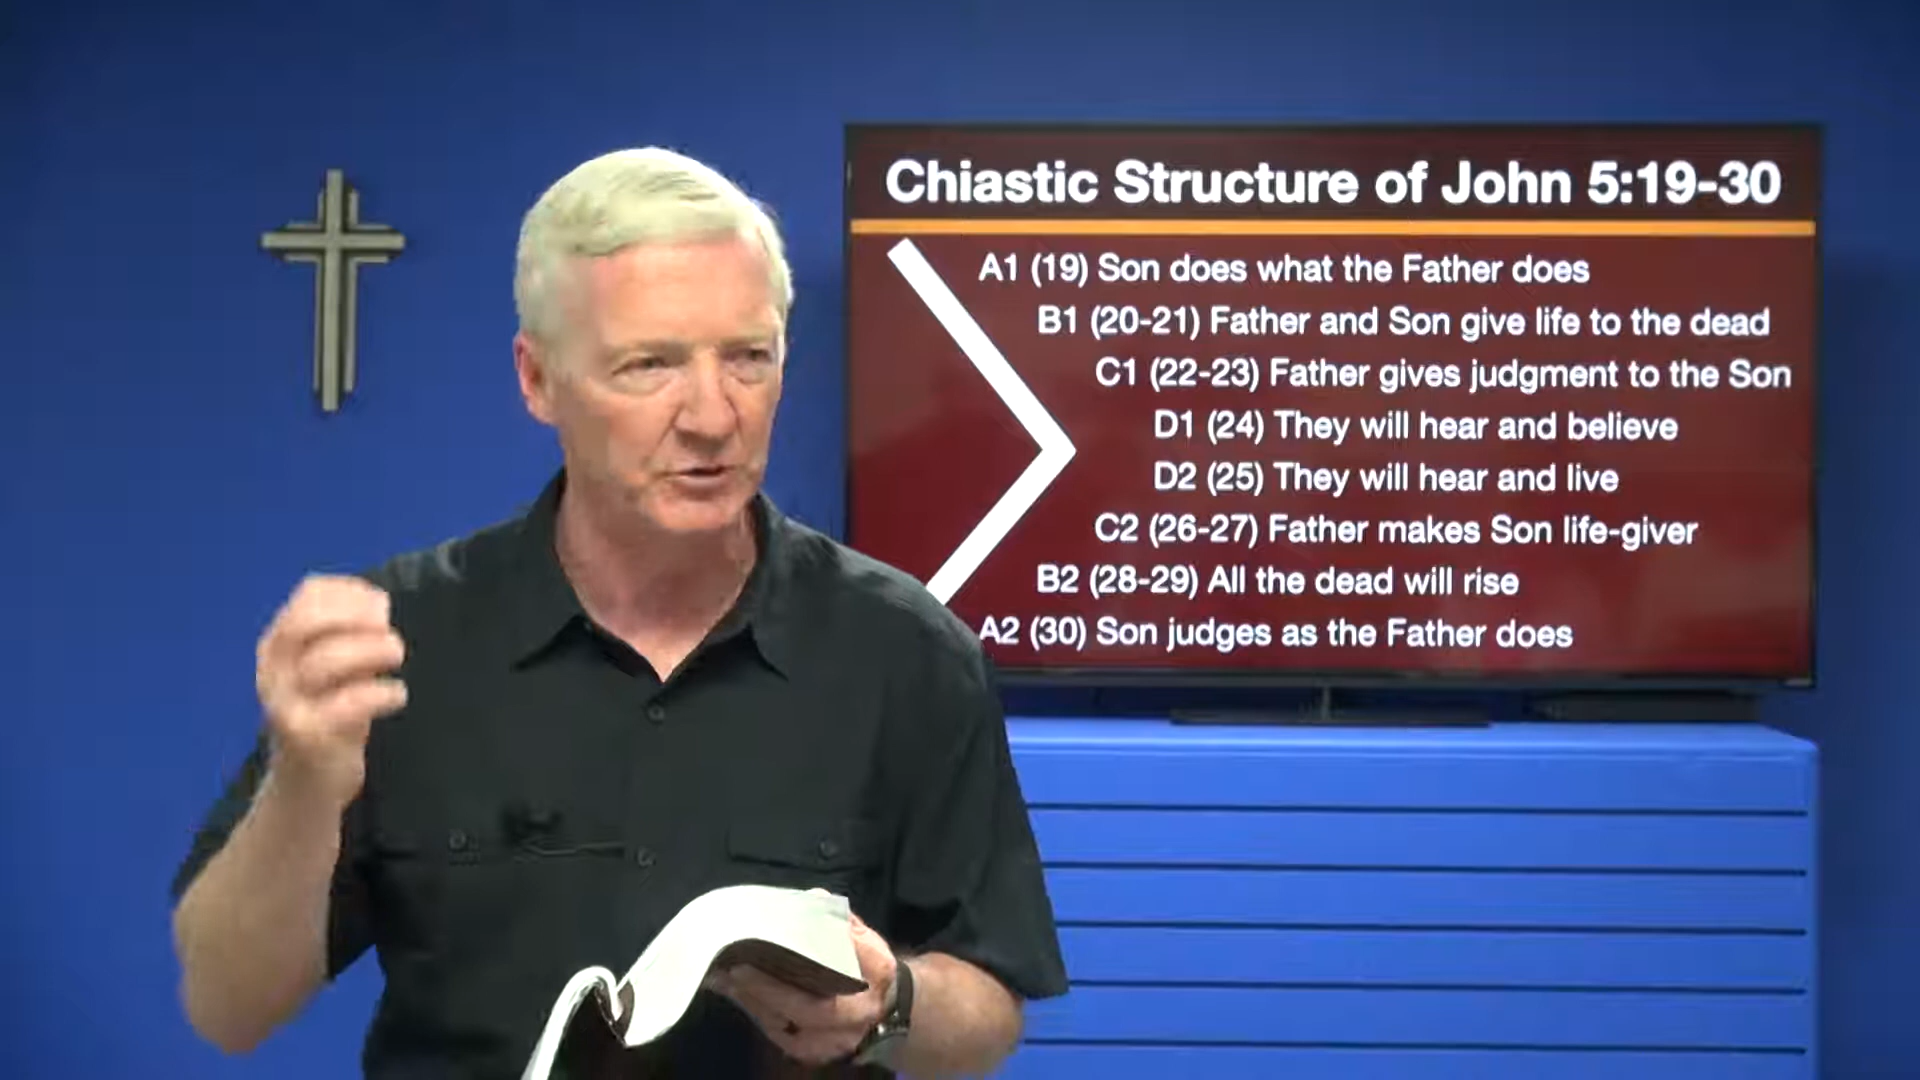 Chiastic Structure of John 5:19-30
A1 (19) Son does what the Father does
B1 (20-21) Father and Son give life to the dead
C1 (22-23) Father gives judgment to the Son
D1 (24) They will hear and believe
D2 (25) They will hear and live
C2 (26-27) Father makes Son life-giver
B2 (28-29) All the dead will rise
A2 (30) Son judges as the Father does